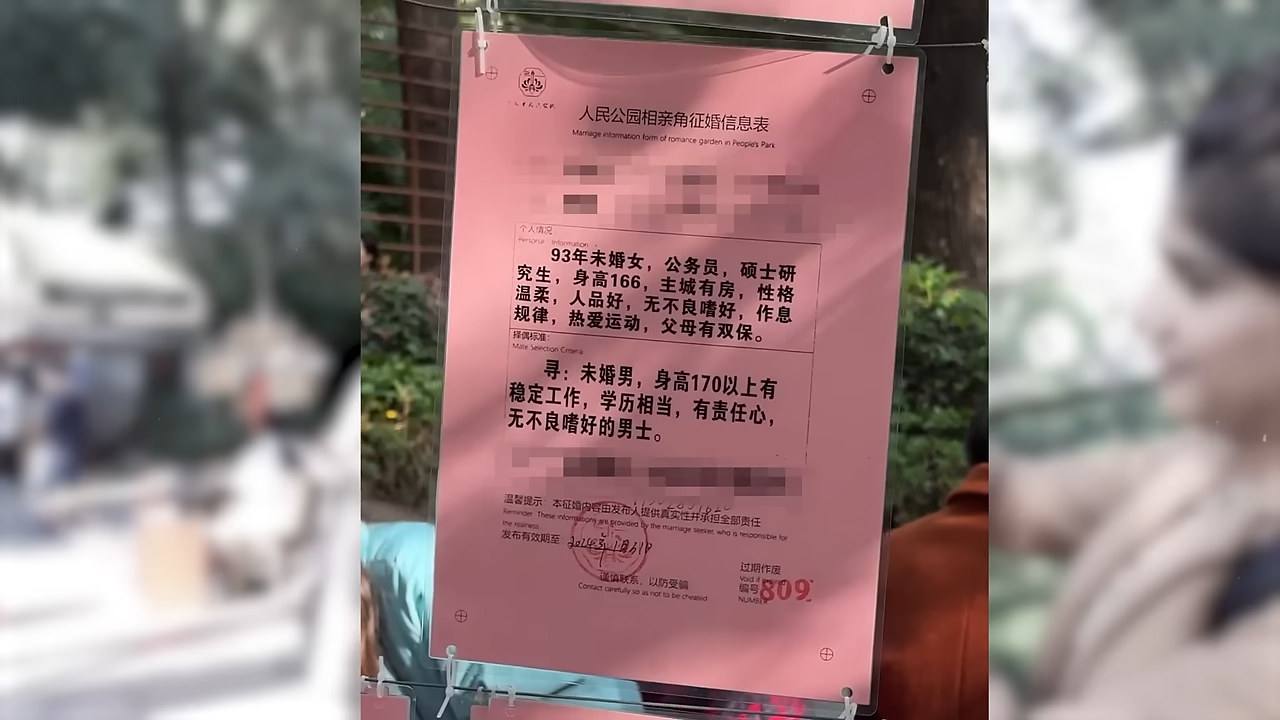 人民公园相亲角征婚信息表
Marriage information form of romance garden in People's Park
个人情况
Personal Information
93年未婚女，公务员，硕士研
究生，身高166，主城有房，性格
温柔，人品好，无不良嗜好，作息
规律，热爱运动，父母有双保。
择偶标准：
Mate Selection Criteria
寻：未婚男，身高170以上有
稳定工作，学历相当，有责任心，
无不良嗜好的男士。
温馨提示：本征婚内容由发布人提供真实性并承担全部责任
Reminder: These informations are provided by the marriage seeker, who is responsible for
the realness
发布有效期至
谨慎联系，以防受骗
Contact carefully so as not to be cheated
过期作废
Void if
编号809
NUMBER